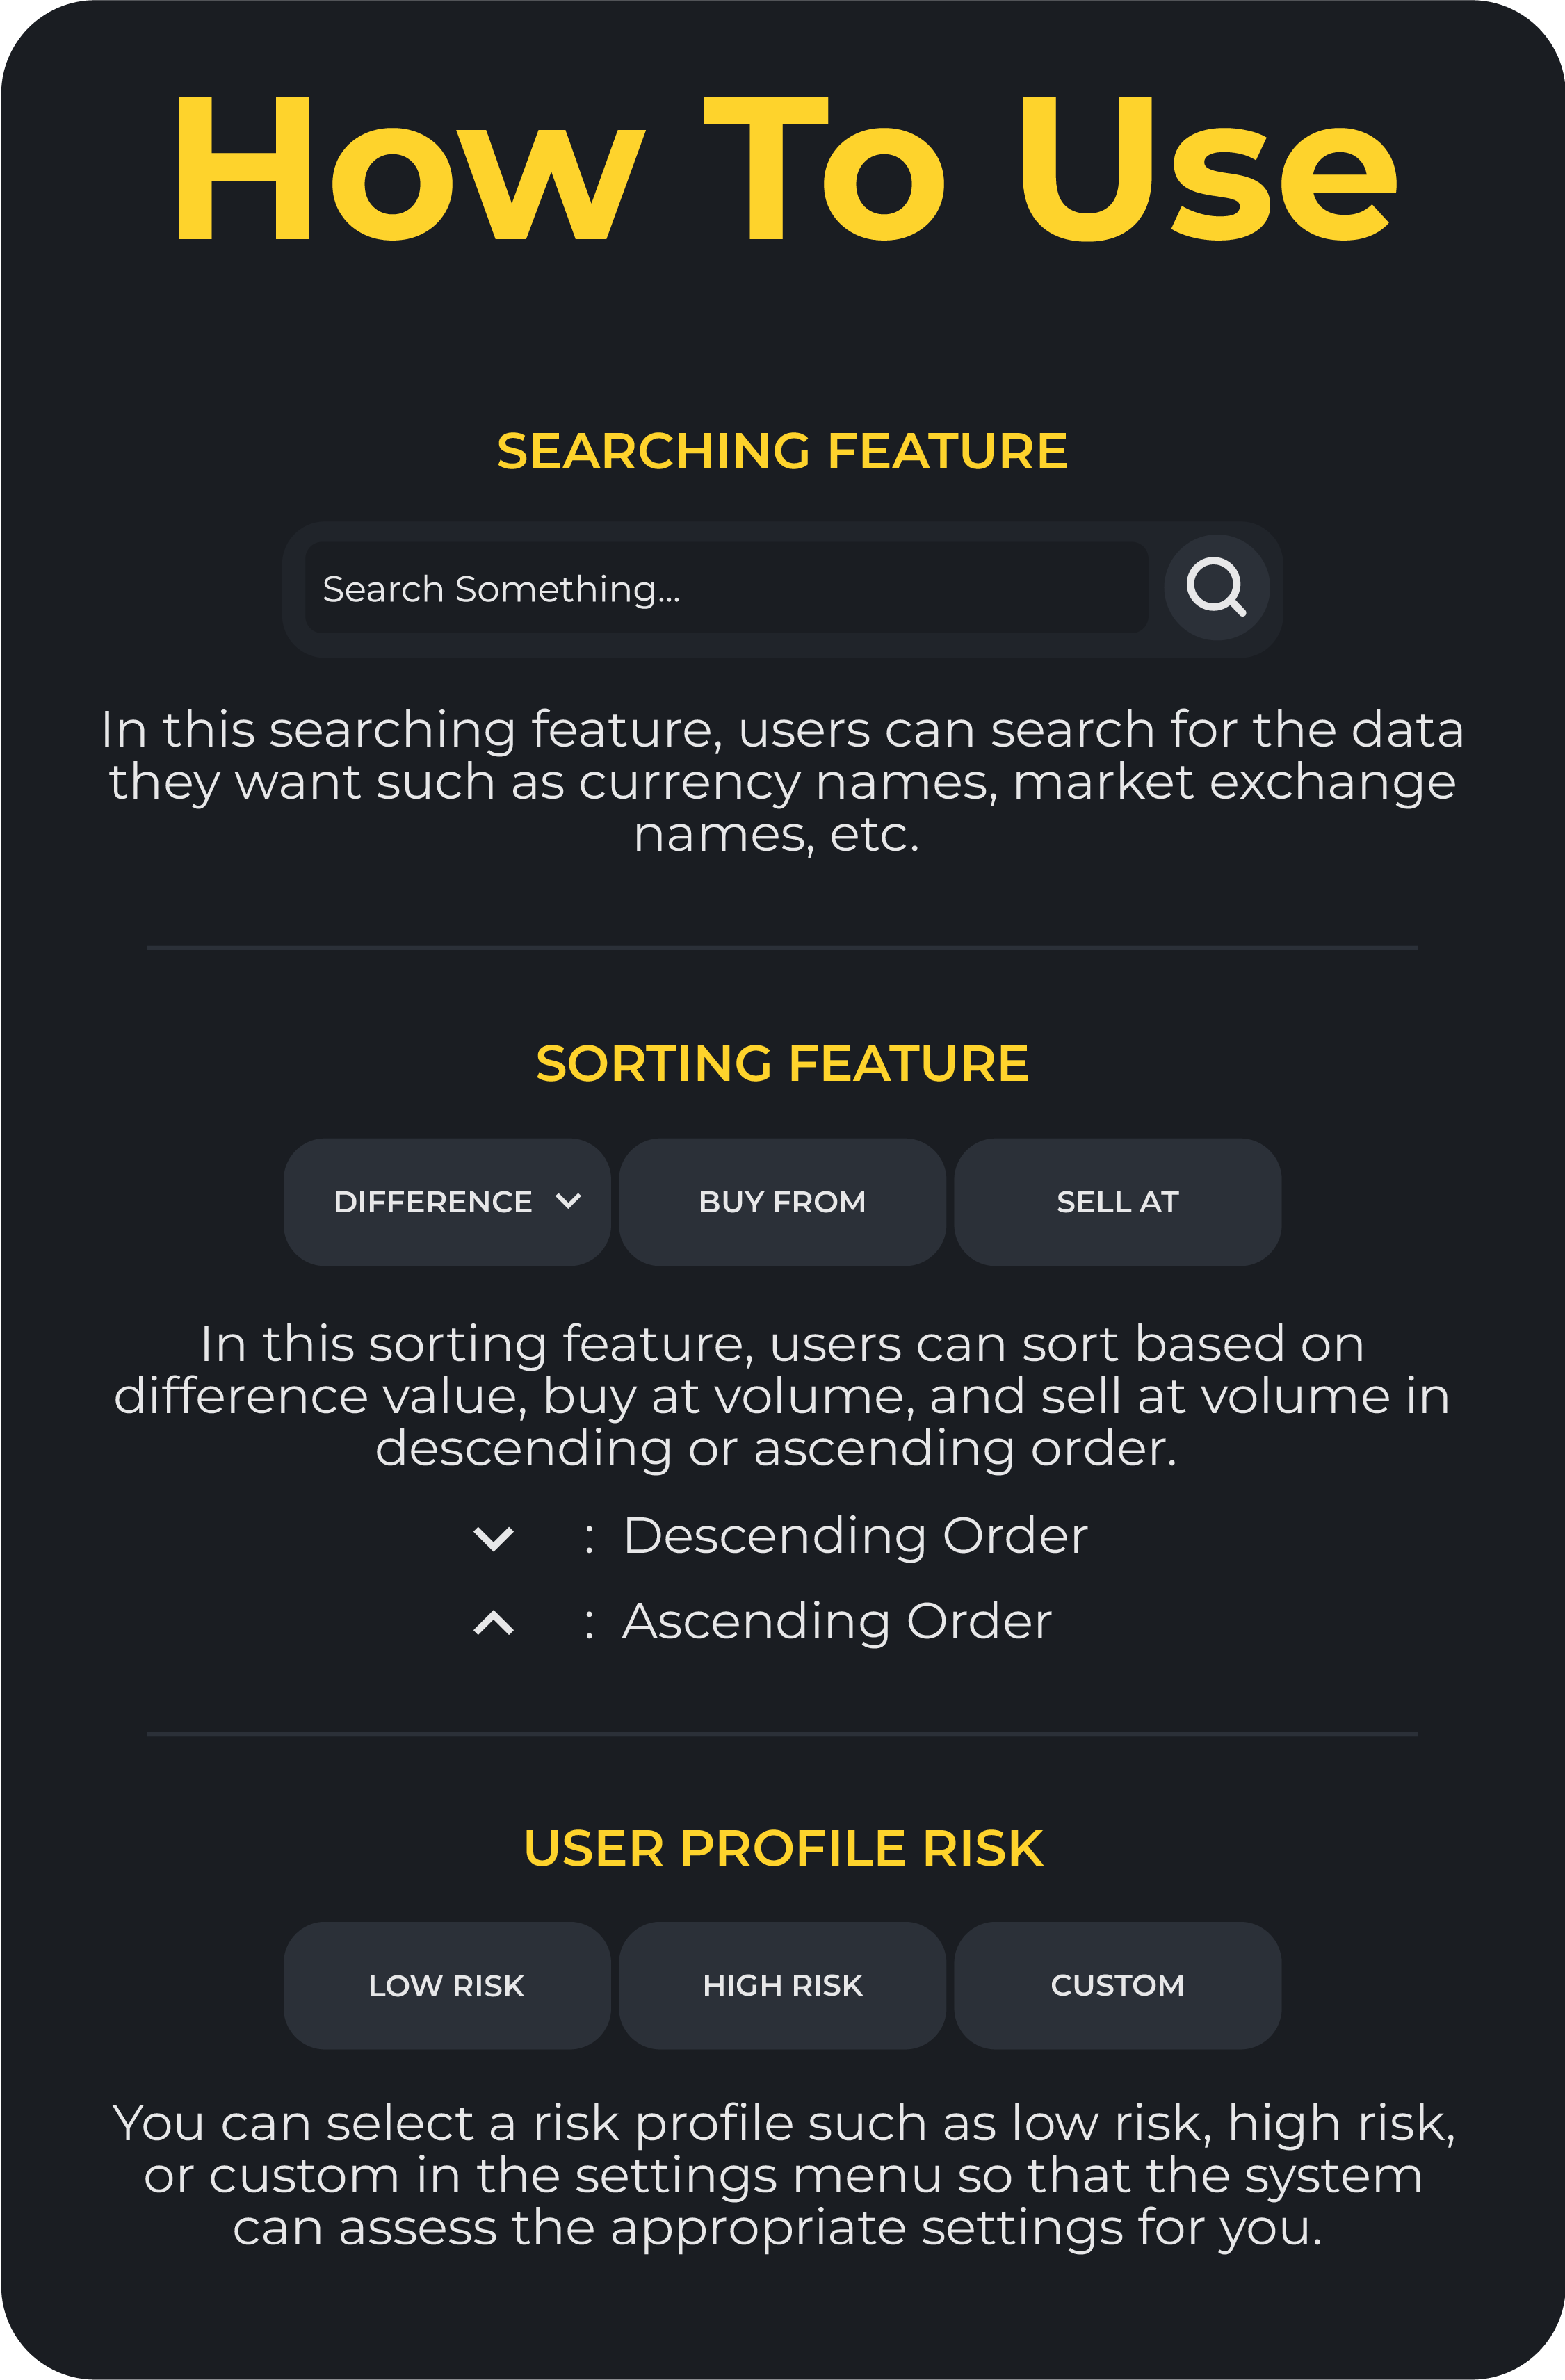 How To Use
SEARCHING FEATURE
Search Something...
In this searching feature, users can search for the data
they want such as currency names, market exchange
names, etc.
SORTING FEATURE
DIFFERENCE
BUY FROM
SELL AT
In this sorting feature, users can sort based on
difference value, buy at volume, and sell at volume in
descending or ascending order.
: Descending Order
: Ascending Order
USER PROFILE RISK
LOW RISK
HIGH RISK
CUSTOM
You can select a risk profile such as low risk, high risk,
or custom in the settings menu so that the system
can assess the appropriate settings for you.